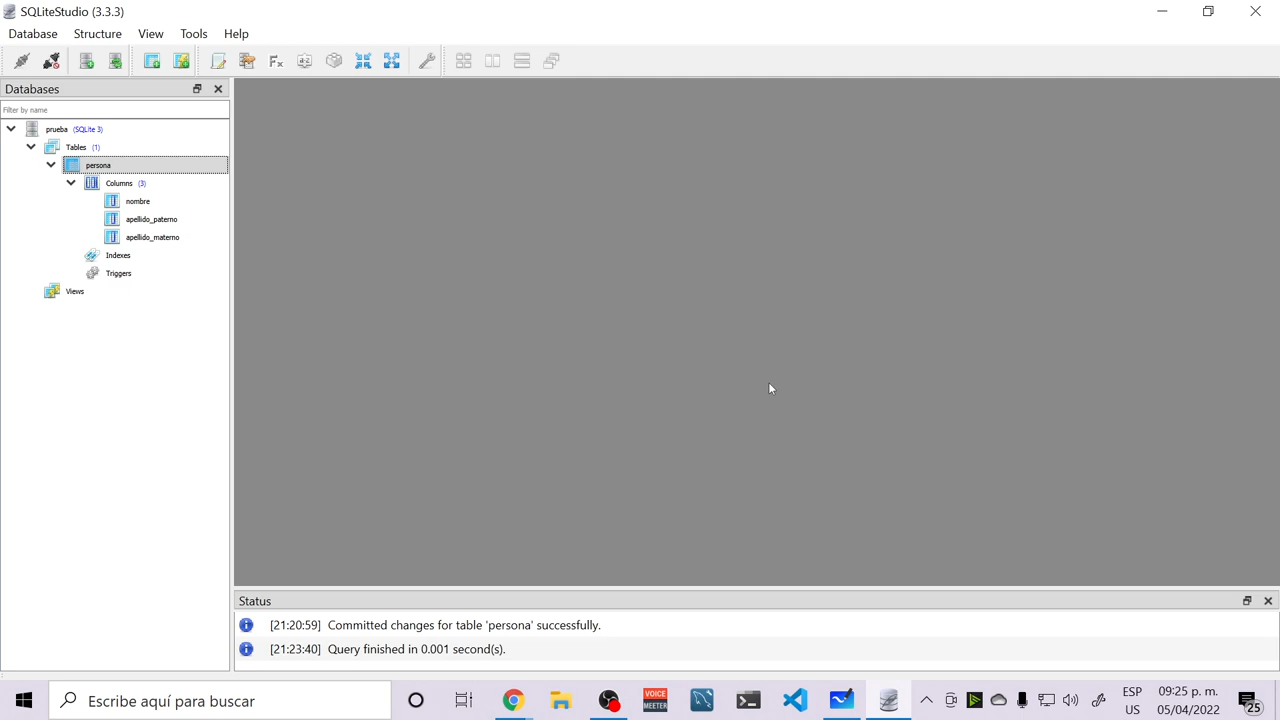 SQLiteStudio (3.3.3)
Database Structure View Tools Help
Databases
Filter by name
prueba (SQLite 3)
Tables (1)
persona
Columns (3)
nombre
apellido_paterno
apellido_materno
Indexes
Triggers
Views
Status
[21:20:59] Committed changes for table 'persona' successfully.
[21:23:40] Query finished in 0.001 second(s).
Escribe aquí para buscar
VOICE
MEETER
ESP
US
09:25 p. m.
05/04/2022
25